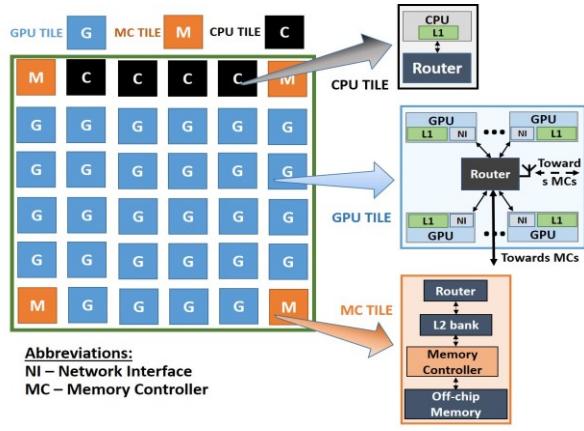 GPU TILE G MC TILE M CPU TILE C
M C C C C M
G G G G G G
G G G G G G
G G G G G G
G G G G G G
M G G G G M
Abbreviations:
NI – Network Interface
MC – Memory Controller
CPU
L1
Router
CPU TILE
GPU GPU
L1 NI NI L1
Router
Toward
s MCs
L1 NI NI L1
GPU GPU
GPU TILE
Towards MCs
MC TILE
Router
L2 bank
Memory
Controller
Off-chip
Memory